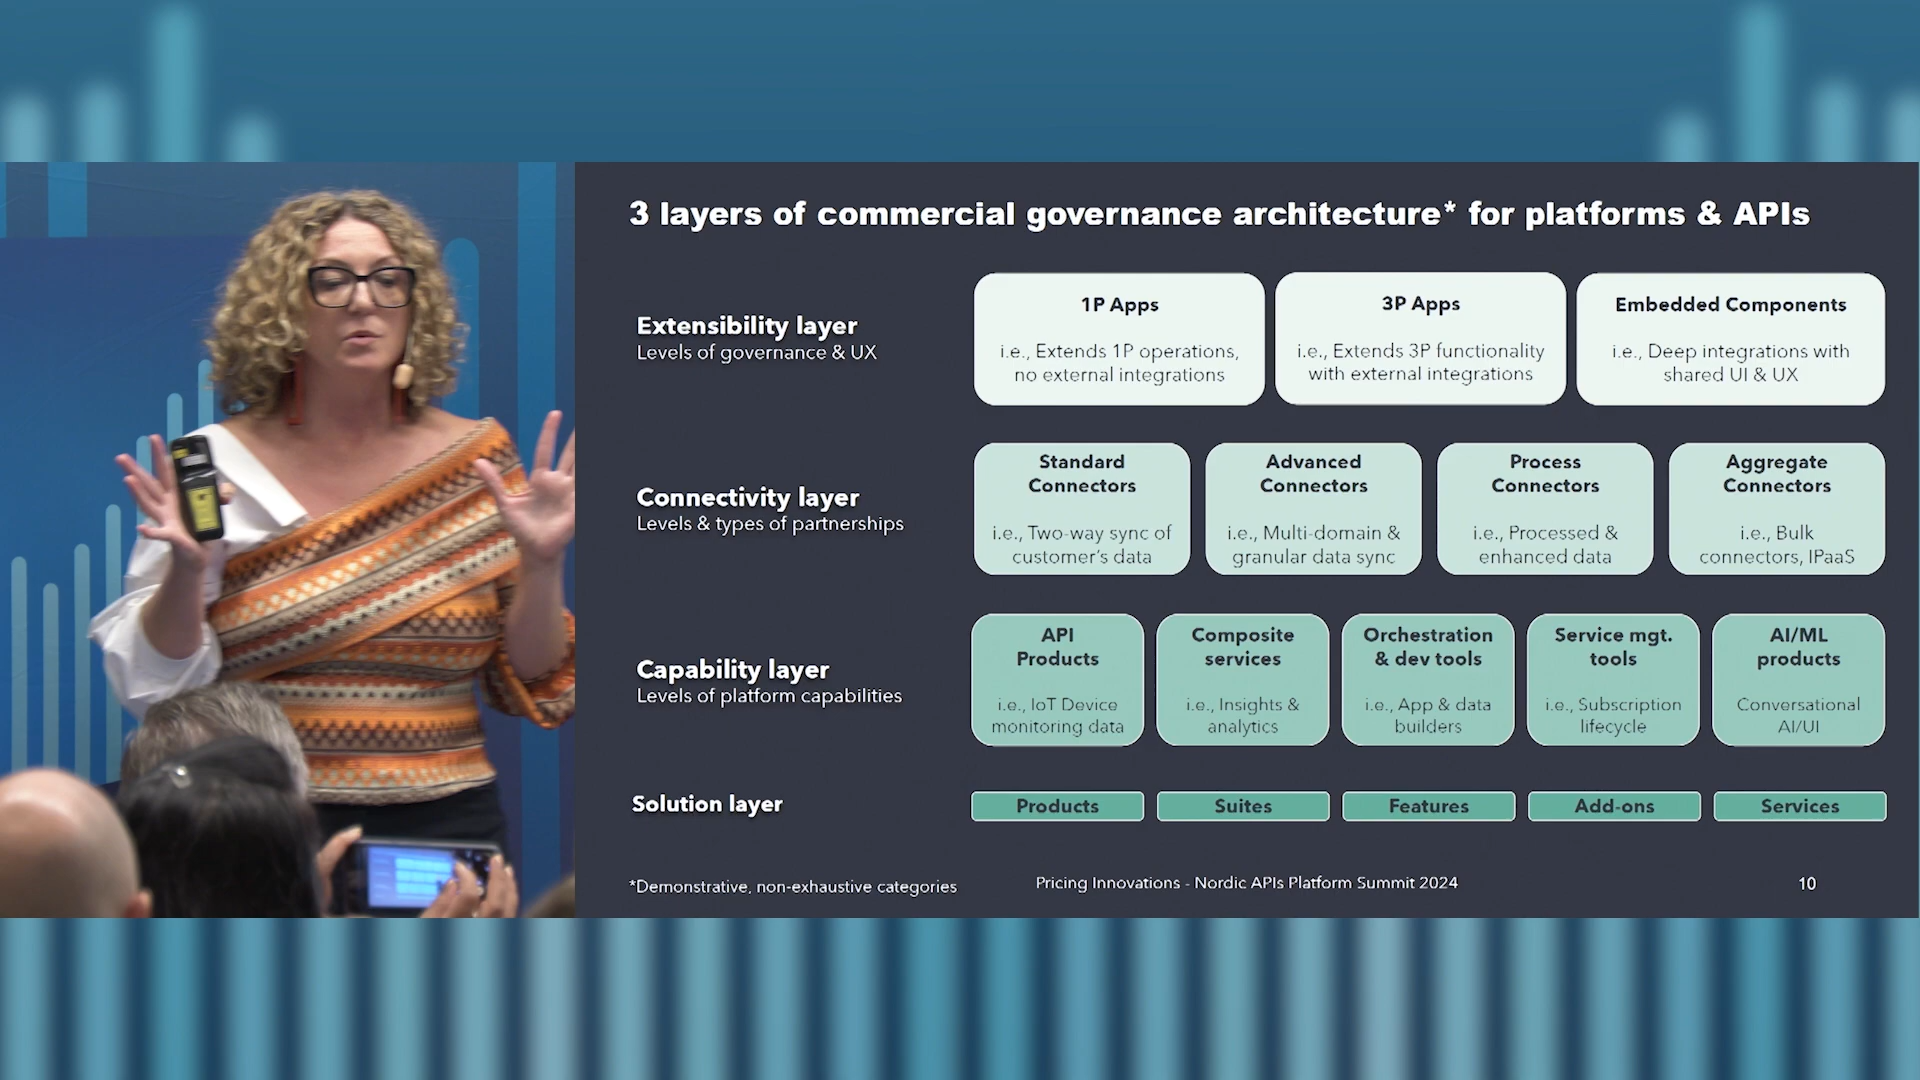 3 layers of commercial governance architecture* for platforms & APIs
Extensibility layer
Levels of governance & UX
1P Apps
i.e., Extends 1P operations,
no external integrations
3P Apps
i.e., Extends 3P functionality
with external integrations
Embedded Components
i.e., Deep integrations with
shared UI & UX
Connectivity layer
Levels & types of partnerships
Standard
Connectors
i.e., Two-way sync of
customer's data
Advanced
Connectors
i.e., Multi-domain &
granular data sync
Process
Connectors
i.e., Processed &
enhanced data
Aggregate
Connectors
i.e., Bulk
connectors, IPaaS
Capability layer
Levels of platform capabilities
API
Products
i.e., IoT Device
monitoring data
Composite
services
i.e., Insights &
analytics
Orchestration
& dev tools
i.e., App & data
builders
Service mgt.
tools
i.e., Subscription
lifecycle
AI/ML
products
Conversational
AI/UI
Solution layer
Products
Suites
Features
Add-ons
Services
*Demonstrative, non-exhaustive categories
Pricing Innovations - Nordic APIs Platform Summit 2024
10